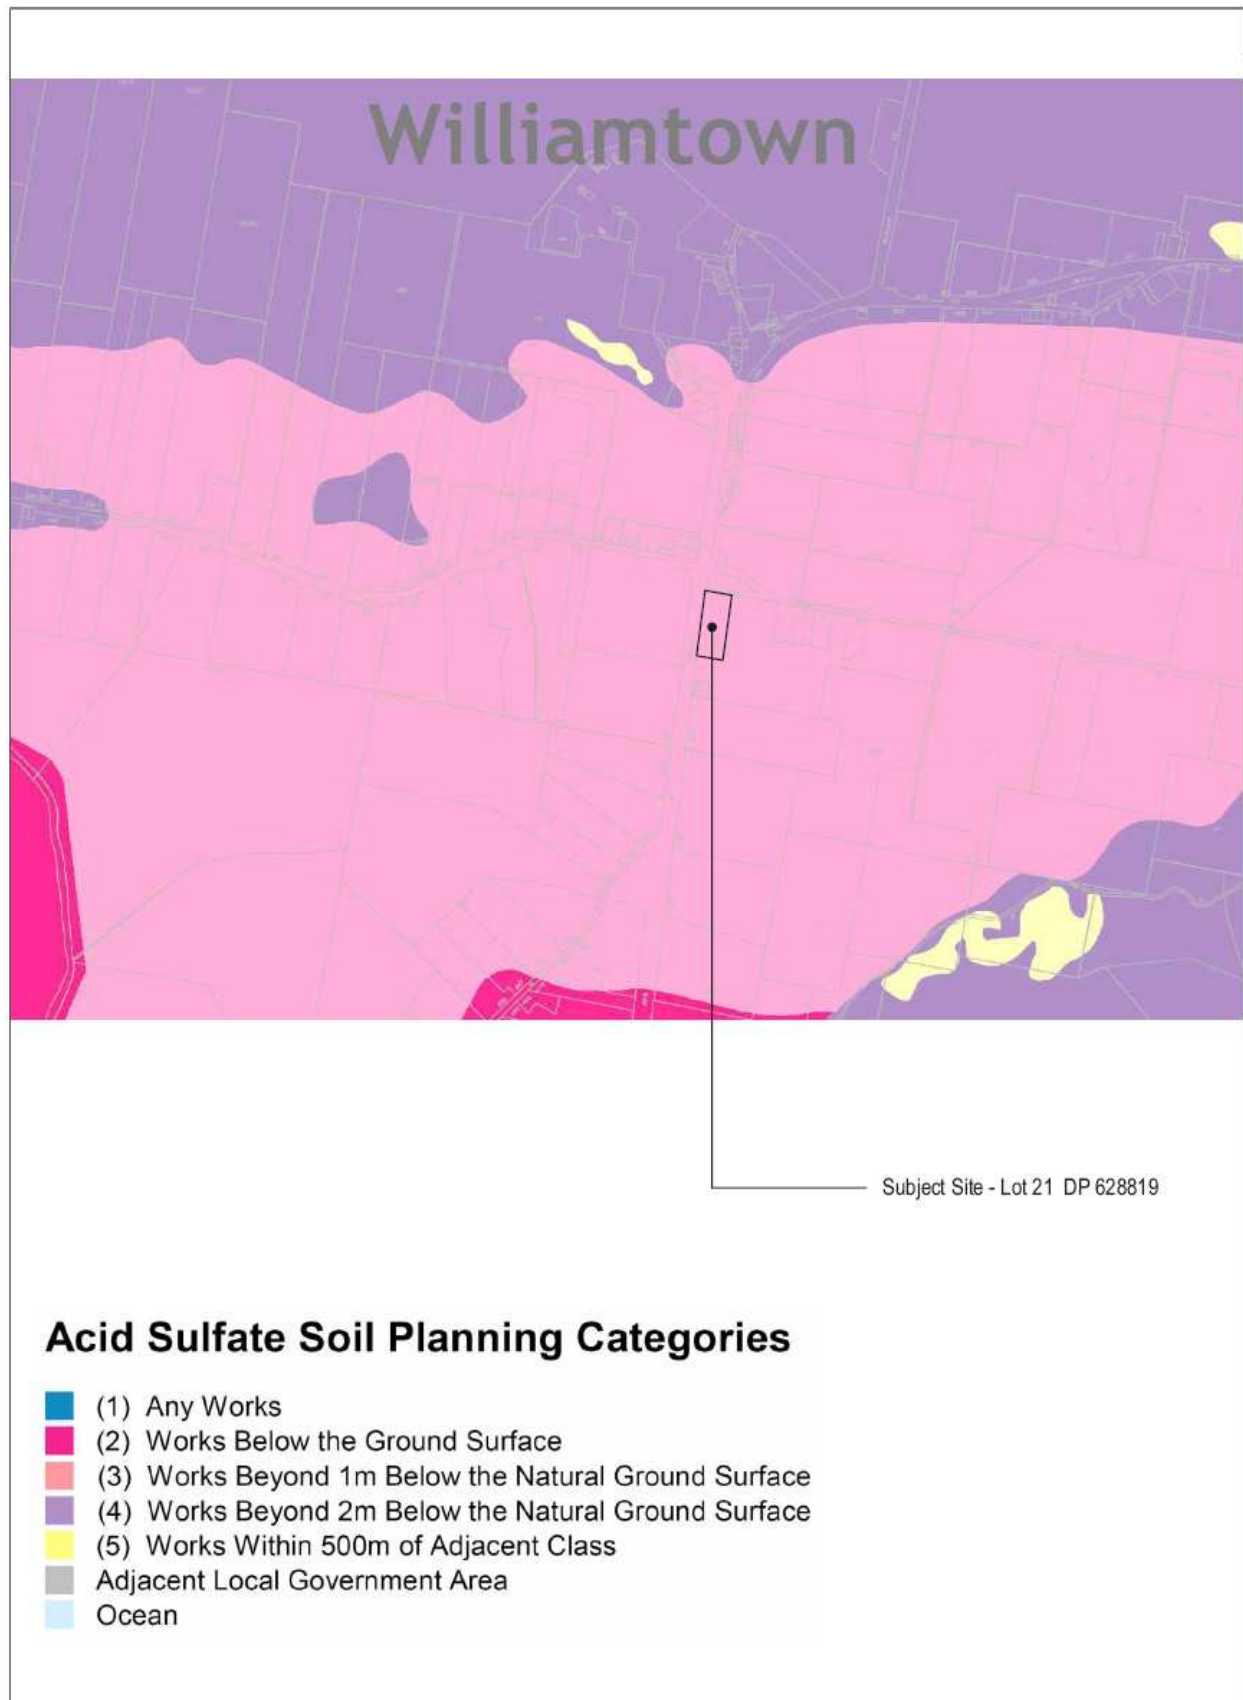 Williamtown
Subject Site - Lot 21 DP 628819
Acid Sulfate Soil Planning Categories
(1) Any Works
(2) Works Below the Ground Surface
(3) Works Beyond 1m Below the Natural Ground Surface
(4) Works Beyond 2m Below the Natural Ground Surface
(5) Works Within 500m of Adjacent Class
Adjacent Local Government Area
Ocean